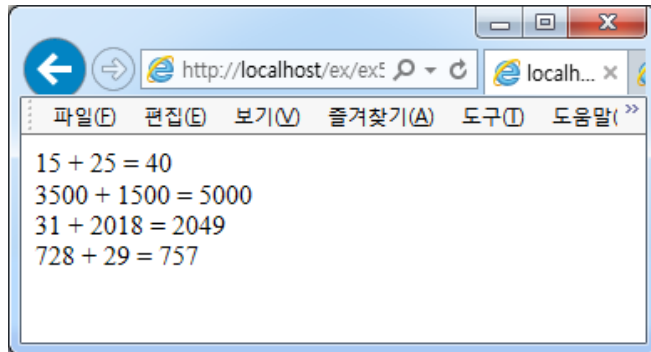 http://localhost/ex/ex5
localh...
파일(F) 편집(E) 보기(V) 즐겨찾기(A) 도구(T) 도움말(
15 + 25 = 40
3500 + 1500 = 5000
31 + 2018 = 2049
728 + 29 = 757